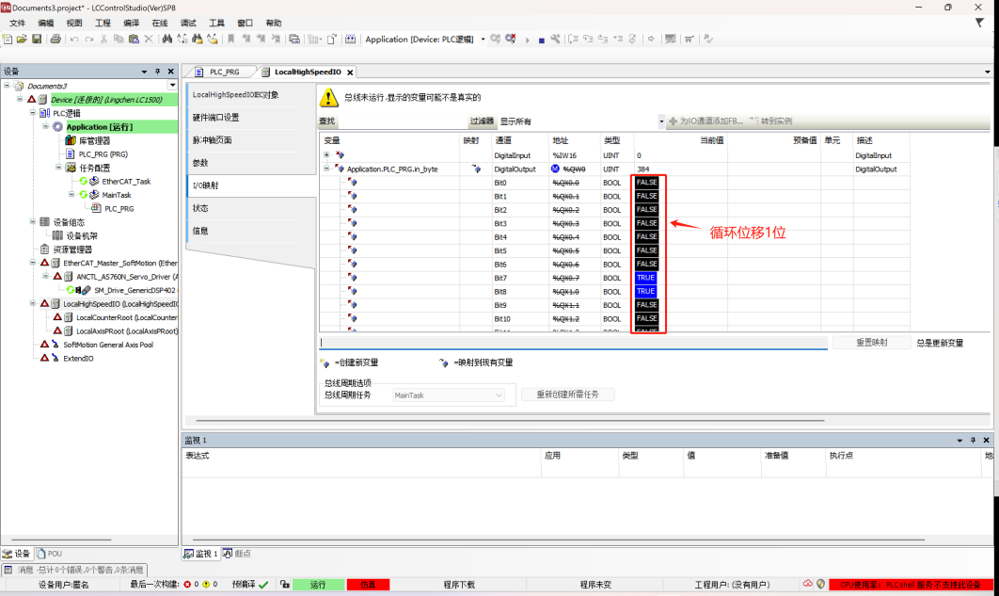 Documents3.project* - LCControlStudio(Ver)SP8
文件 编辑 视图 工程 编译 在线 调试 工具 窗口 帮助
Application [Device: PLC逻辑]
设备
PLC_PRG LocalHighSpeedIO
Documents3
Device [连接的] (Lingchen LC1500)
PLC逻辑
Application [运行]
库管理器
PLC_PRG (PRG)
任务配置
EtherCAT_Task
MainTask
PLC_PRG
设备组态
设备机架
资源管理器
EtherCAT_Master_SoftMotion (Ether
ANCTL_AS760N_Servo_Driver (A
SM_Drive_GenericDSP402
LocalHighSpeedIO (LocalHighSpeedIO
LocalCounterRoot (LocalCounter
LocalAxisPRoot (LocalAxisPRoot)
SoftMotion General Axis Pool
ExtendIO
LocalHighSpeedIOIEC对象
硬件端口设置
脉冲轴页面
参数
I/O映射
状态
信息
总线未运行.显示的变量可能不是真实的
查找 过滤器 显示所有 为IO通道添加FB... 转到实例
变量 映射 通道 地址 类型 当前值 预备值 单元 描述
DigitalInput %IW16 UINT 0 DigitalInput
Application.PLC_PRG.in_byte DigitalOutput %QW0 UINT 384 DigitalOutput
Bit0 %QX0.0 BOOL FALSE
Bit1 %QX0.1 BOOL FALSE
Bit2 %QX0.2 BOOL FALSE
Bit3 %QX0.3 BOOL FALSE
循环位移1位
Bit4 %QX0.4 BOOL FALSE
Bit5 %QX0.5 BOOL FALSE
Bit6 %QX0.6 BOOL FALSE
Bit7 %QX0.7 BOOL TRUE
Bit8 %QX1.0 BOOL TRUE
Bit9 %QX1.1 BOOL FALSE
Bit10 %QX1.2 BOOL FALSE
重置映射 总是更新变量
=创建新变量 =映射到现有变量
总线周期选项
总线周期任务 MainTask 重新创建所需任务
监视 1
表达式 应用 类型 值 准备值 执行点 地
设备 POU 监视 1 断点
消息 -总计0个错误,0个警告,0条消息
设备用户:匿名 最后一次构建: 0 0 预编译 运行 仿真 程序下载 程序未变 工程用户: (没有用户) CPU使用率: PLCshell 服务不支持此设备